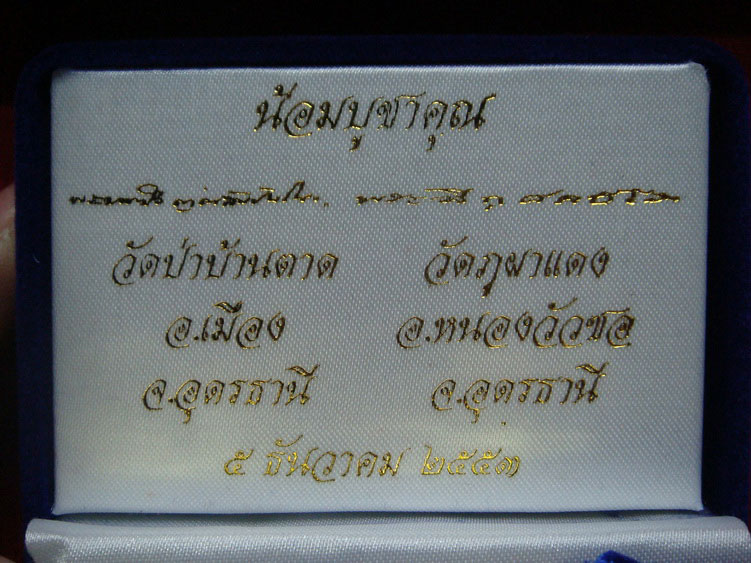 น้อมบูชาคุณ
วัดป่าบ้านตาด วัดภูผาแดง
อ.เมือง อ.หนองวัวซอ
จ.อุดรธานี จ.อุดรธานี
๕ ธันวาคม ๒๕๕๓